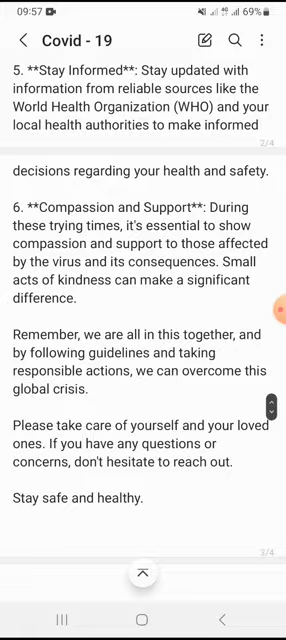 09:57
4G
69%
Covid - 19
5. **Stay Informed**: Stay updated with
information from reliable sources like the
World Health Organization (WHO) and your
local health authorities to make informed
2/4
decisions regarding your health and safety.
6. **Compassion and Support**: During
these trying times, it's essential to show
compassion and support to those affected
by the virus and its consequences. Small
acts of kindness can make a significant
difference.
Remember, we are all in this together, and
by following guidelines and taking
responsible actions, we can overcome this
global crisis.
Please take care of yourself and your loved
ones. If you have any questions or
concerns, don't hesitate to reach out.
Stay safe and healthy.
3/4